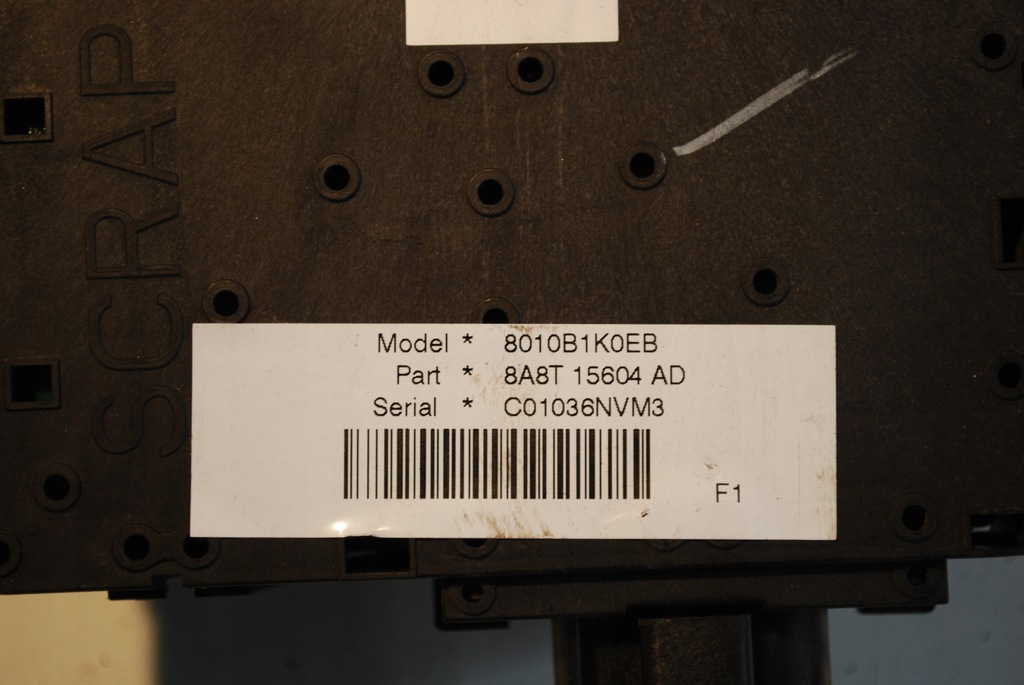 SCRAP
Model * 8010B1K0EB
Part * 8A8T 15604 AD
Serial * C01036NVM3
F1